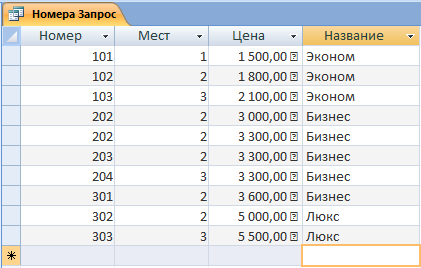 Номера Запрос
Номер Мест Цена Название
101 1 1 500,00 Эконом
102 2 1 800,00 Эконом
103 3 2 100,00 Эконом
202 2 3 000,00 Бизнес
202 2 3 300,00 Бизнес
203 2 3 300,00 Бизнес
204 3 3 300,00 Бизнес
301 2 3 600,00 Бизнес
302 2 5 000,00 Люкс
303 3 5 500,00 Люкс